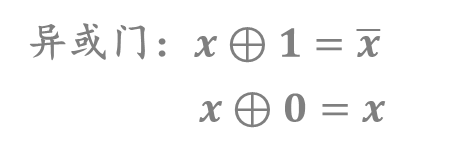 异或门：x ⊕ 1 = x̅
x ⊕ 0 = x